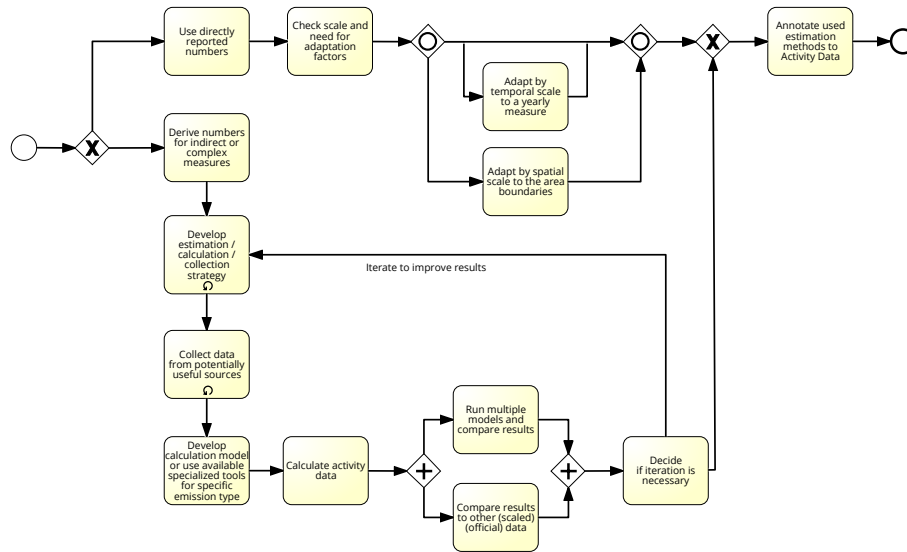 Use directly
reported
numbers
Check scale and
need for
adaptation
factors
Annotate used
estimation
methods to
Activity Data
Adapt by
temporal scale
to a yearly
measure
Derive numbers
for indirect or
complex
measures
Adapt by spatial
scale to the area
boundaries
Develop
estimation /
calculation /
collection
strategy
Iterate to improve results
Collect data
from potentially
useful sources
Run multiple
models and
compare results
Develop
calculation model
or use available
specialized tools
for specific
emission type
Calculate activity
data
Decide
if iteration is
necessary
Compare results
to other (scaled)
(official) data